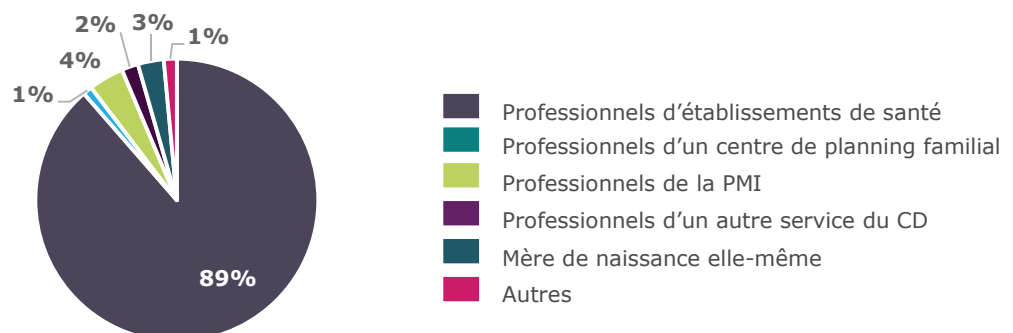 2%
3%
1%
4%
1%
89%
Professionnels d’établissements de santé
Professionnels d’un centre de planning familial
Professionnels de la PMI
Professionnels d’un autre service du CD
Mère de naissance elle-même
Autres